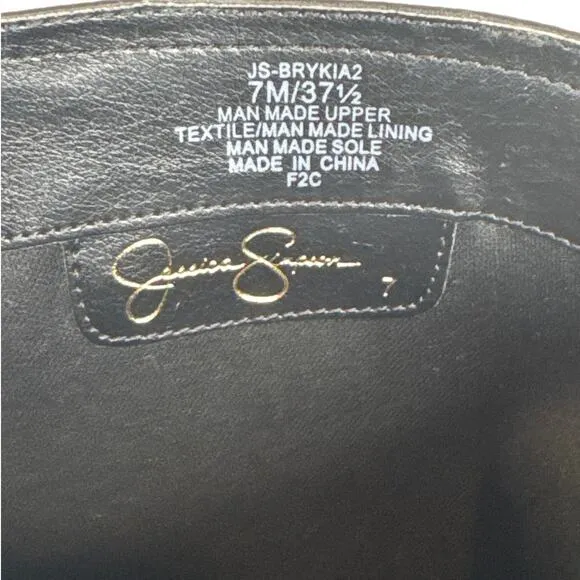 JS-BRYKIA2
7M/37½
MAN MADE UPPER
TEXTILE/MAN MADE LINING
MAN MADE SOLE
MADE IN CHINA
F2C
Jessica Simpson
7